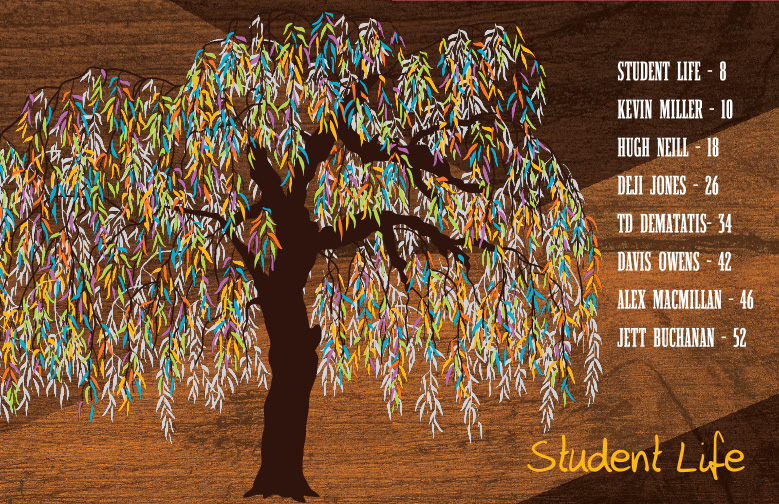 STUDENT LIFE - 8
KEVIN MILLER - 10
HUGH NEILL - 18
DEJI JONES - 26
TD DEMATATIS- 34
DAVIS OWENS - 42
ALEX MACMILLAN - 46
JETT BUCHANAN - 52
Student Life